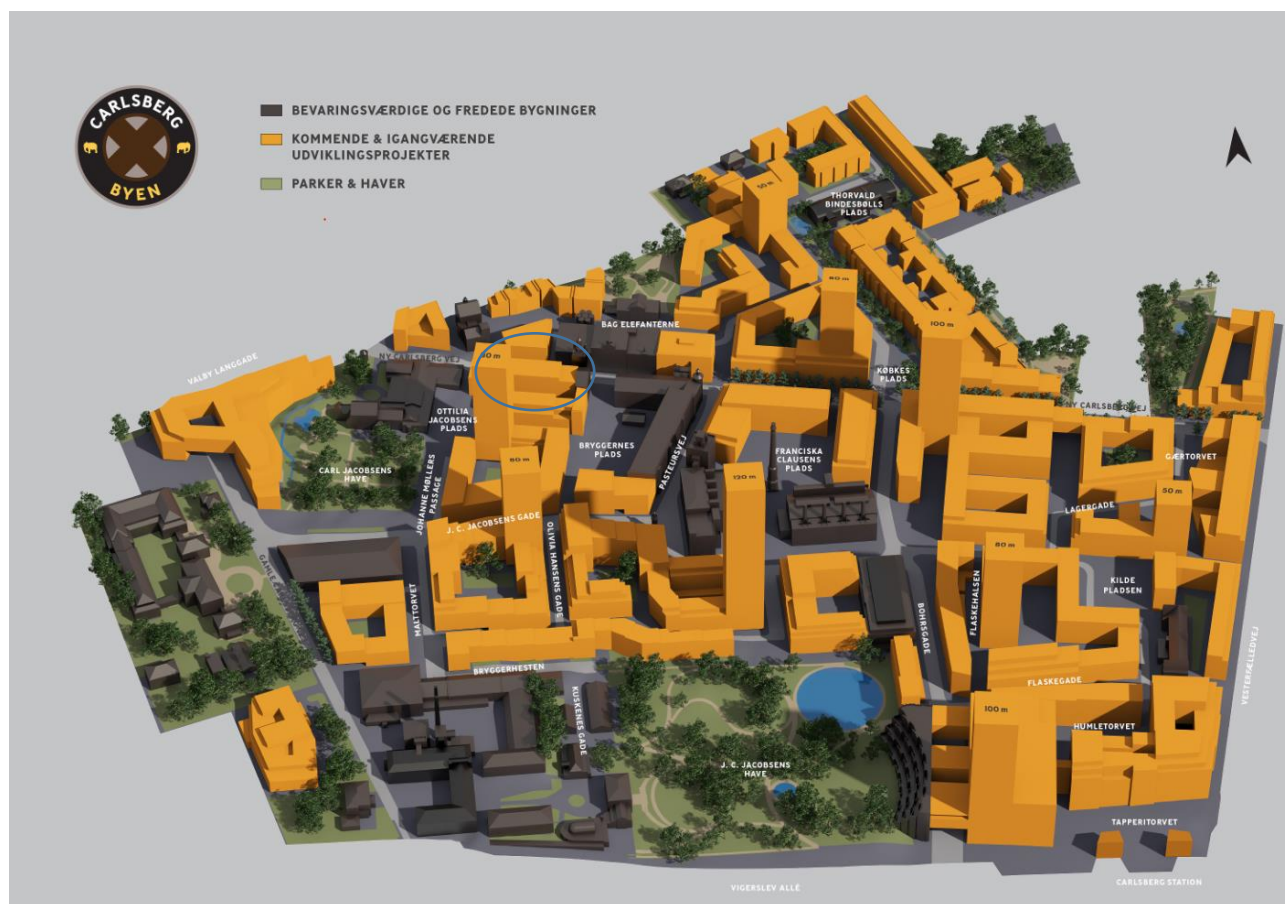 CARLSBERG
BYEN
BEVARINGSVÆRDIGE OG FREDEDE BYGNINGER
KOMMENDE & IGANGVÆRENDE
UDVIKLINGSPROJEKTER
PARKER & HAVER
50 m
THORVALD
BINDESBØLLS
PLADS
80 m
BAG ELEFANTERNE
100 m
VALBY LANGGADE
NY CARLSBERG VEJ
KØBKES
PLADS
NY CARLSBERG VEJ
OTTILIA
JACOBSENS
PLADS
BRYGGERNES
PLADS
PASTEURSVEJ
FRANCISKA
CLAUSENS
PLADS
GÆRTORVET
CARL JACOBSENS
HAVE
JOHANNE MØLLERS
PASSAGE
80 m
120 m
50 m
LAGERGADE
J. C. JACOBSENS GADE
OLIVIA HANSENS GADE
80 m
GAMLE
MALTTORVET
BOHRSGADE
FLASKEHALSEN
KILDE
PLADSEN
VESTERFÆLLEDVEJ
BRYGGERHESTEN
KUSKENES GADE
FLASKEGADE
100 m
HUMLETORVET
J. C. JACOBSENS
HAVE
TAPPERITORVET
VIGERSLEV ALLÉ
CARLSBERG STATION